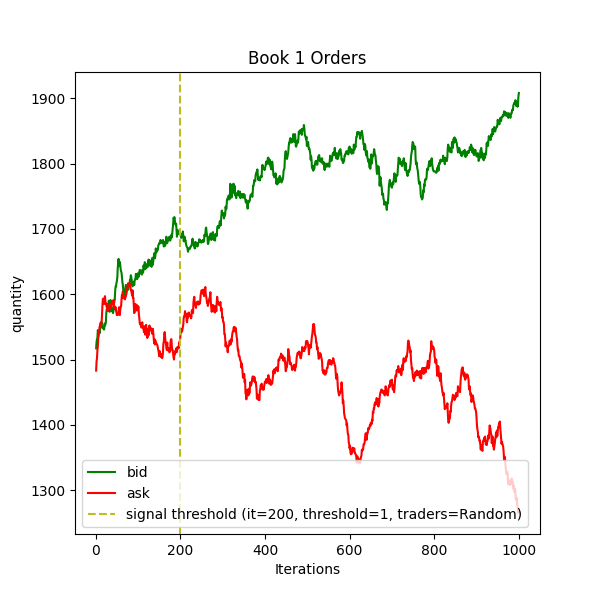 Book 1 Orders
quantity
1900
1800
1700
1600
1500
1400
1300
bid
ask
signal threshold (it=200, threshold=1, traders=Random)
0 200 400 600 800 1000
Iterations